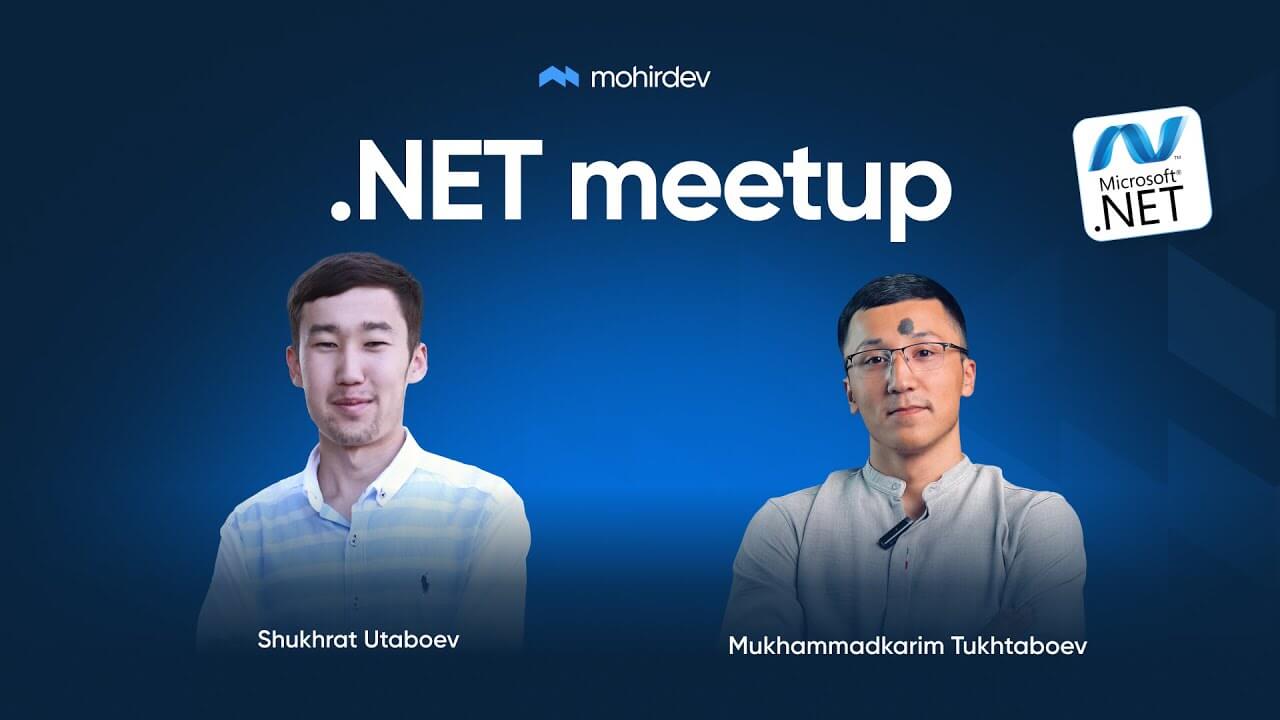 mohirdev
.NET meetup
Microsoft®
.NET
Shukhrat Utaboev
Mukhammadkarim Tukhtaboev